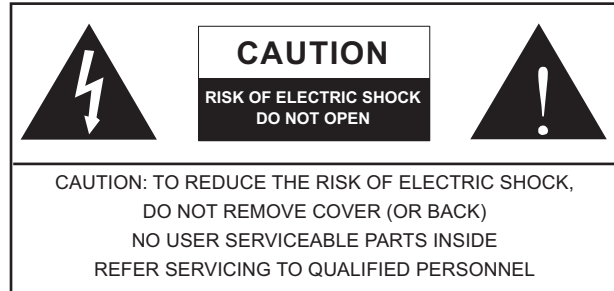 CAUTION
RISK OF ELECTRIC SHOCK
DO NOT OPEN
CAUTION: TO REDUCE THE RISK OF ELECTRIC SHOCK,
DO NOT REMOVE COVER (OR BACK)
NO USER SERVICEABLE PARTS INSIDE
REFER SERVICING TO QUALIFIED PERSONNEL